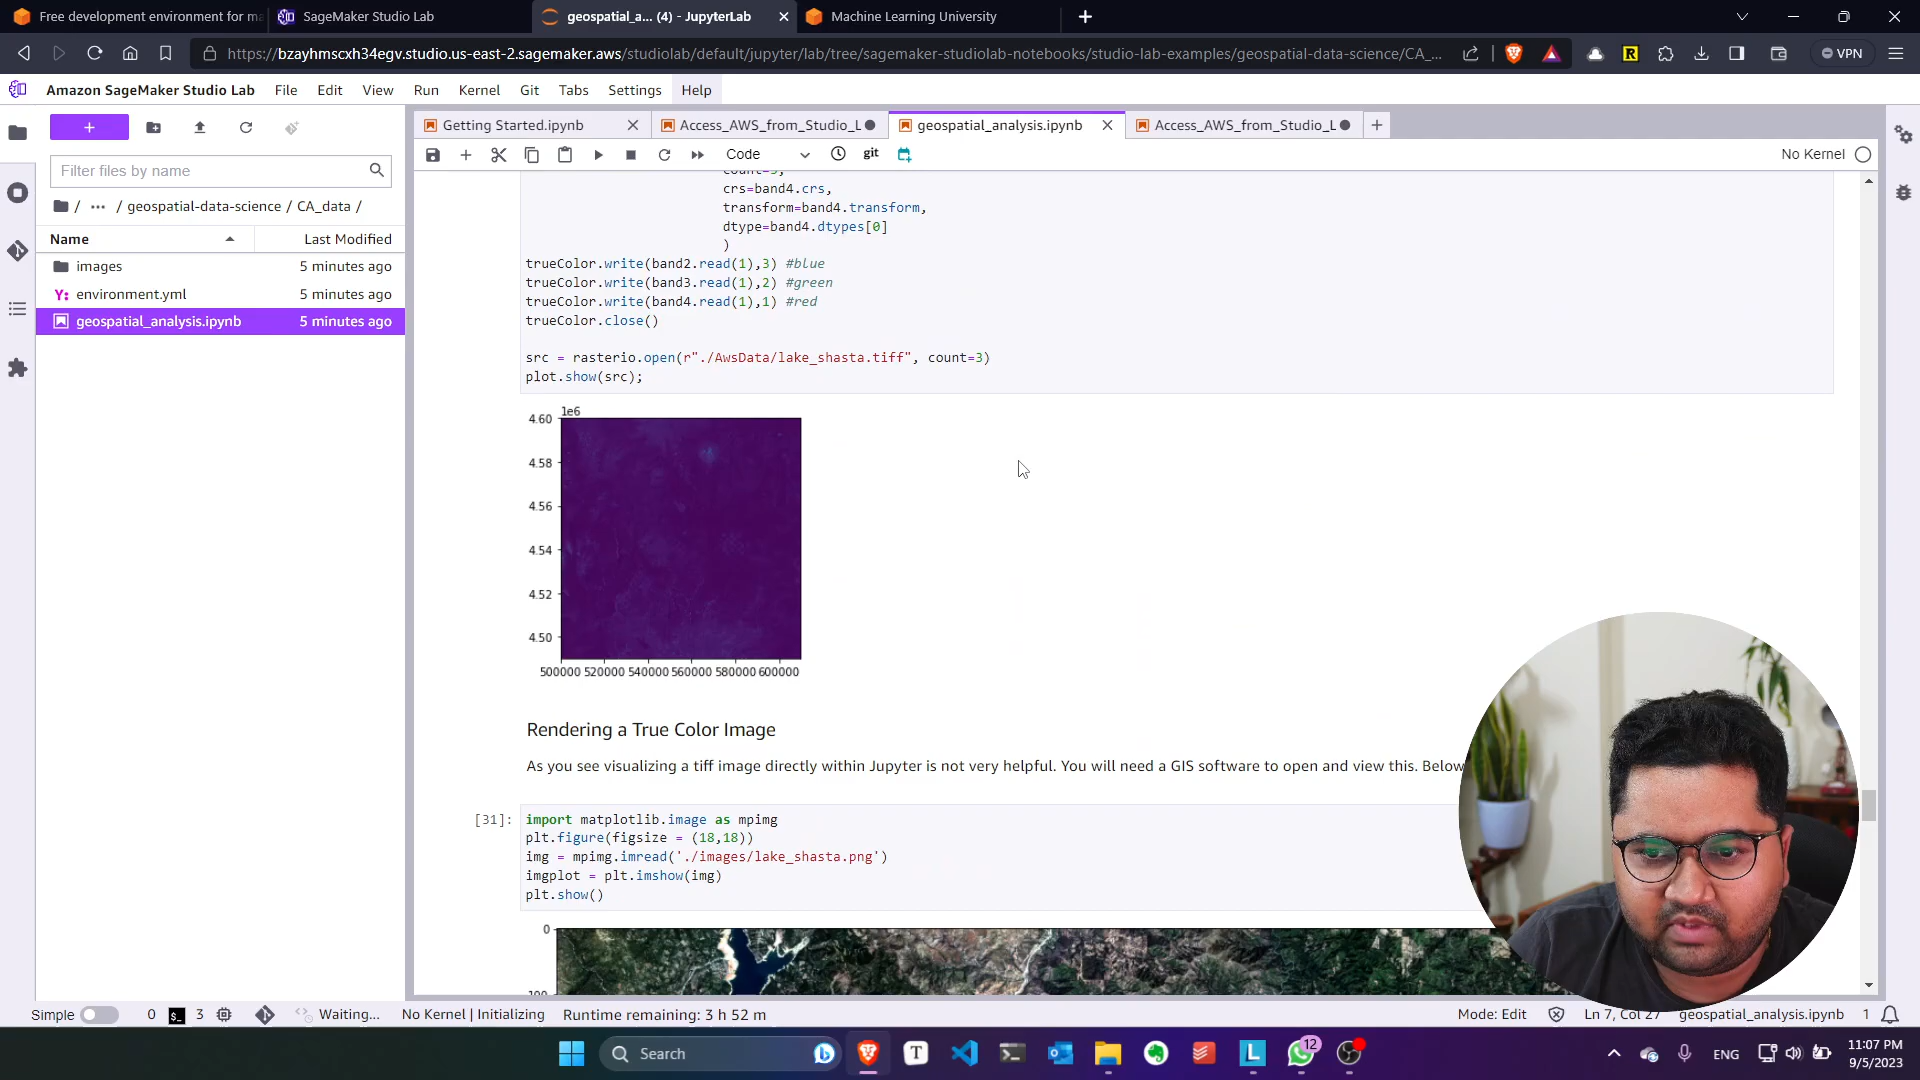 Free development environment for ma
SageMaker Studio Lab
geospatial_a... (4) - JupyterLab
Machine Learning University
https://bzayhmscxh34egv.studio.us-east-2.sagemaker.aws/studiolab/default/jupyter/lab/tree/sagemaker-studiolab-notebooks/studio-lab-examples/geospatial-data-science/CA_...
VPN
Amazon SageMaker Studio Lab
File
Edit
View
Run
Kernel
Git
Tabs
Settings
Help
Getting Started.ipynb
Access_AWS_from_Studio_L
geospatial_analysis.ipynb
Access_AWS_from_Studio_L
Code
git
No Kernel
Filter files by name
/ ... / geospatial-data-science / CA_data /
Name
Last Modified
images
5 minutes ago
environment.yml
5 minutes ago
geospatial_analysis.ipynb
5 minutes ago
crs=band4.crs,
transform=band4.transform,
dtype=band4.dtypes[0]
)
trueColor.write(band2.read(1),3) #blue
trueColor.write(band3.read(1),2) #green
trueColor.write(band4.read(1),1) #red
trueColor.close()
src = rasterio.open(r"./AwsData/lake_shasta.tiff", count=3)
plot.show(src);
1e6
4.60
4.58
4.56
4.54
4.52
4.50
500000 520000 540000 560000 580000 600000
Rendering a True Color Image
As you see visualizing a tiff image directly within Jupyter is not very helpful. You will need a GIS software to open and view this. Below
[31]:
import matplotlib.image as mpimg
plt.figure(figsize = (18,18))
img = mpimg.imread('./images/lake_shasta.png')
imgplot = plt.imshow(img)
plt.show()
0
100
Simple
0
3
Waiting...
No Kernel | Initializing
Runtime remaining: 3 h 52 m
Mode: Edit
Ln 7, Col 27
geospatial_analysis.ipynb
1
Search
12
ENG
11:07 PM
9/5/2023